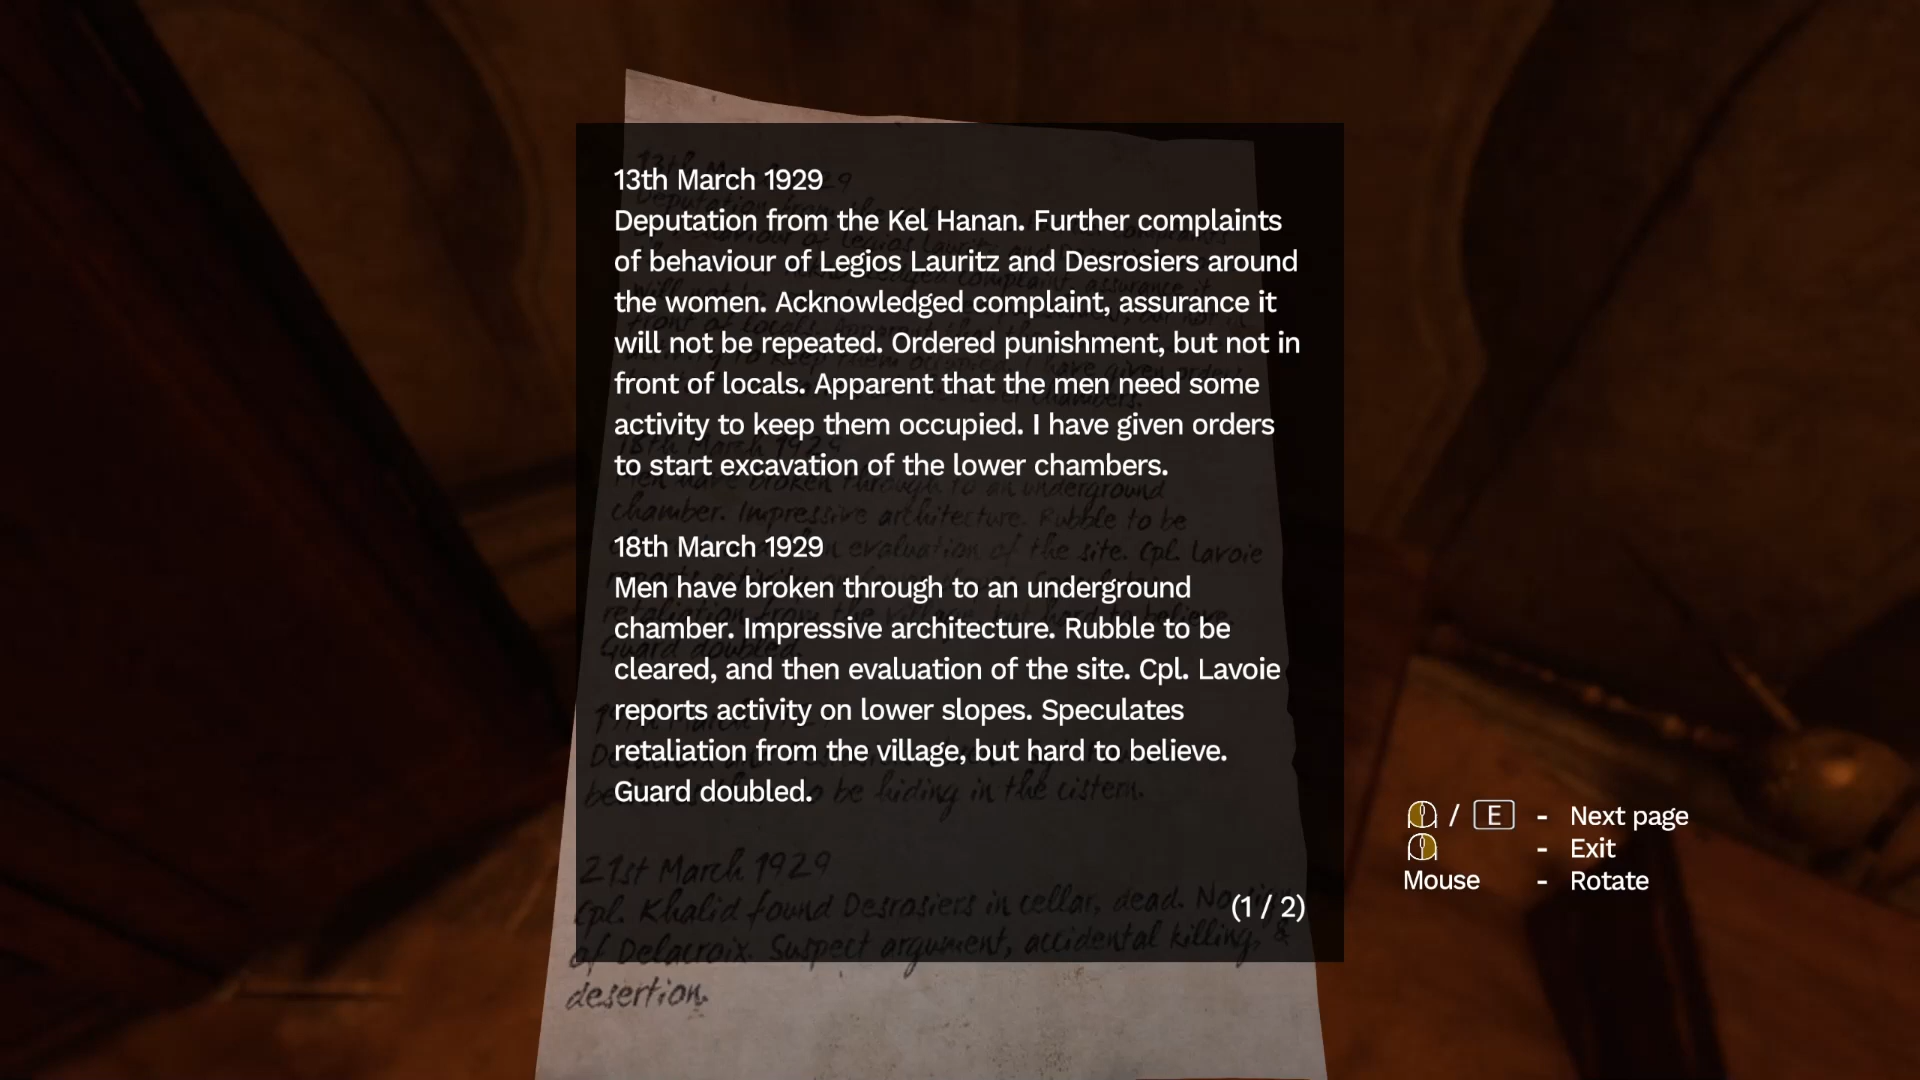 13th March 1929
Deputation from the Kel Hanan. Further complaints
of behaviour of Legios Lauritz and Desrosiers around
the women. Acknowledged complaint, assurance it
will not be repeated. Ordered punishment, but not in
front of locals. Apparent that the men need some
activity to keep them occupied. I have given orders
to start excavation of the lower chambers.
18th March 1929
Men have broken through to an underground
chamber. Impressive architecture. Rubble to be
cleared, and then evaluation of the site. Cpl. Lavoie
reports activity on lower slopes. Speculates
retaliation from the village, but hard to believe.
Guard doubled.
(1 / 2)
be hiding in the cistern.
21st March 1929
Cpl. Khalid found Desrosiers in cellar, dead. No
of Delacroix. Suspect argument, accidental killing, &
desertion.
/ E - Next page
- Exit
Mouse - Rotate